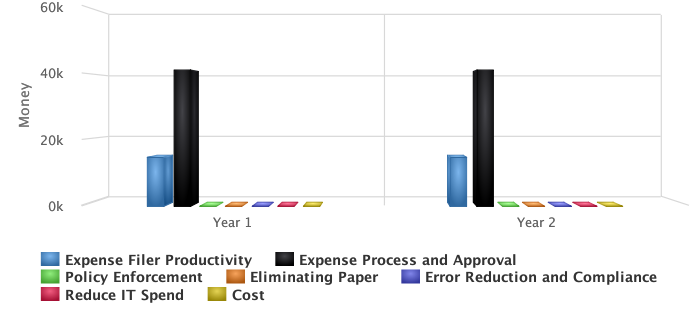 60k
40k
20k
0k
Money
Year 1
Year 2
Expense Filer Productivity
Expense Process and Approval
Policy Enforcement
Eliminating Paper
Error Reduction and Compliance
Reduce IT Spend
Cost